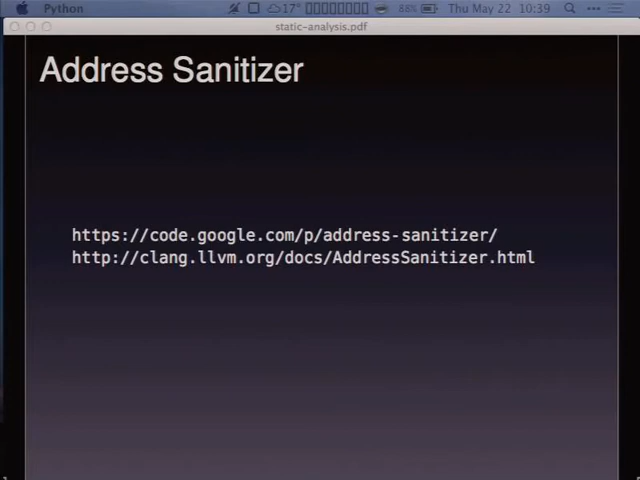 Python
17°
88%
Thu May 22 10:39
static-analysis.pdf
Address Sanitizer
https://code.google.com/p/address-sanitizer/
http://clang.llvm.org/docs/AddressSanitizer.html